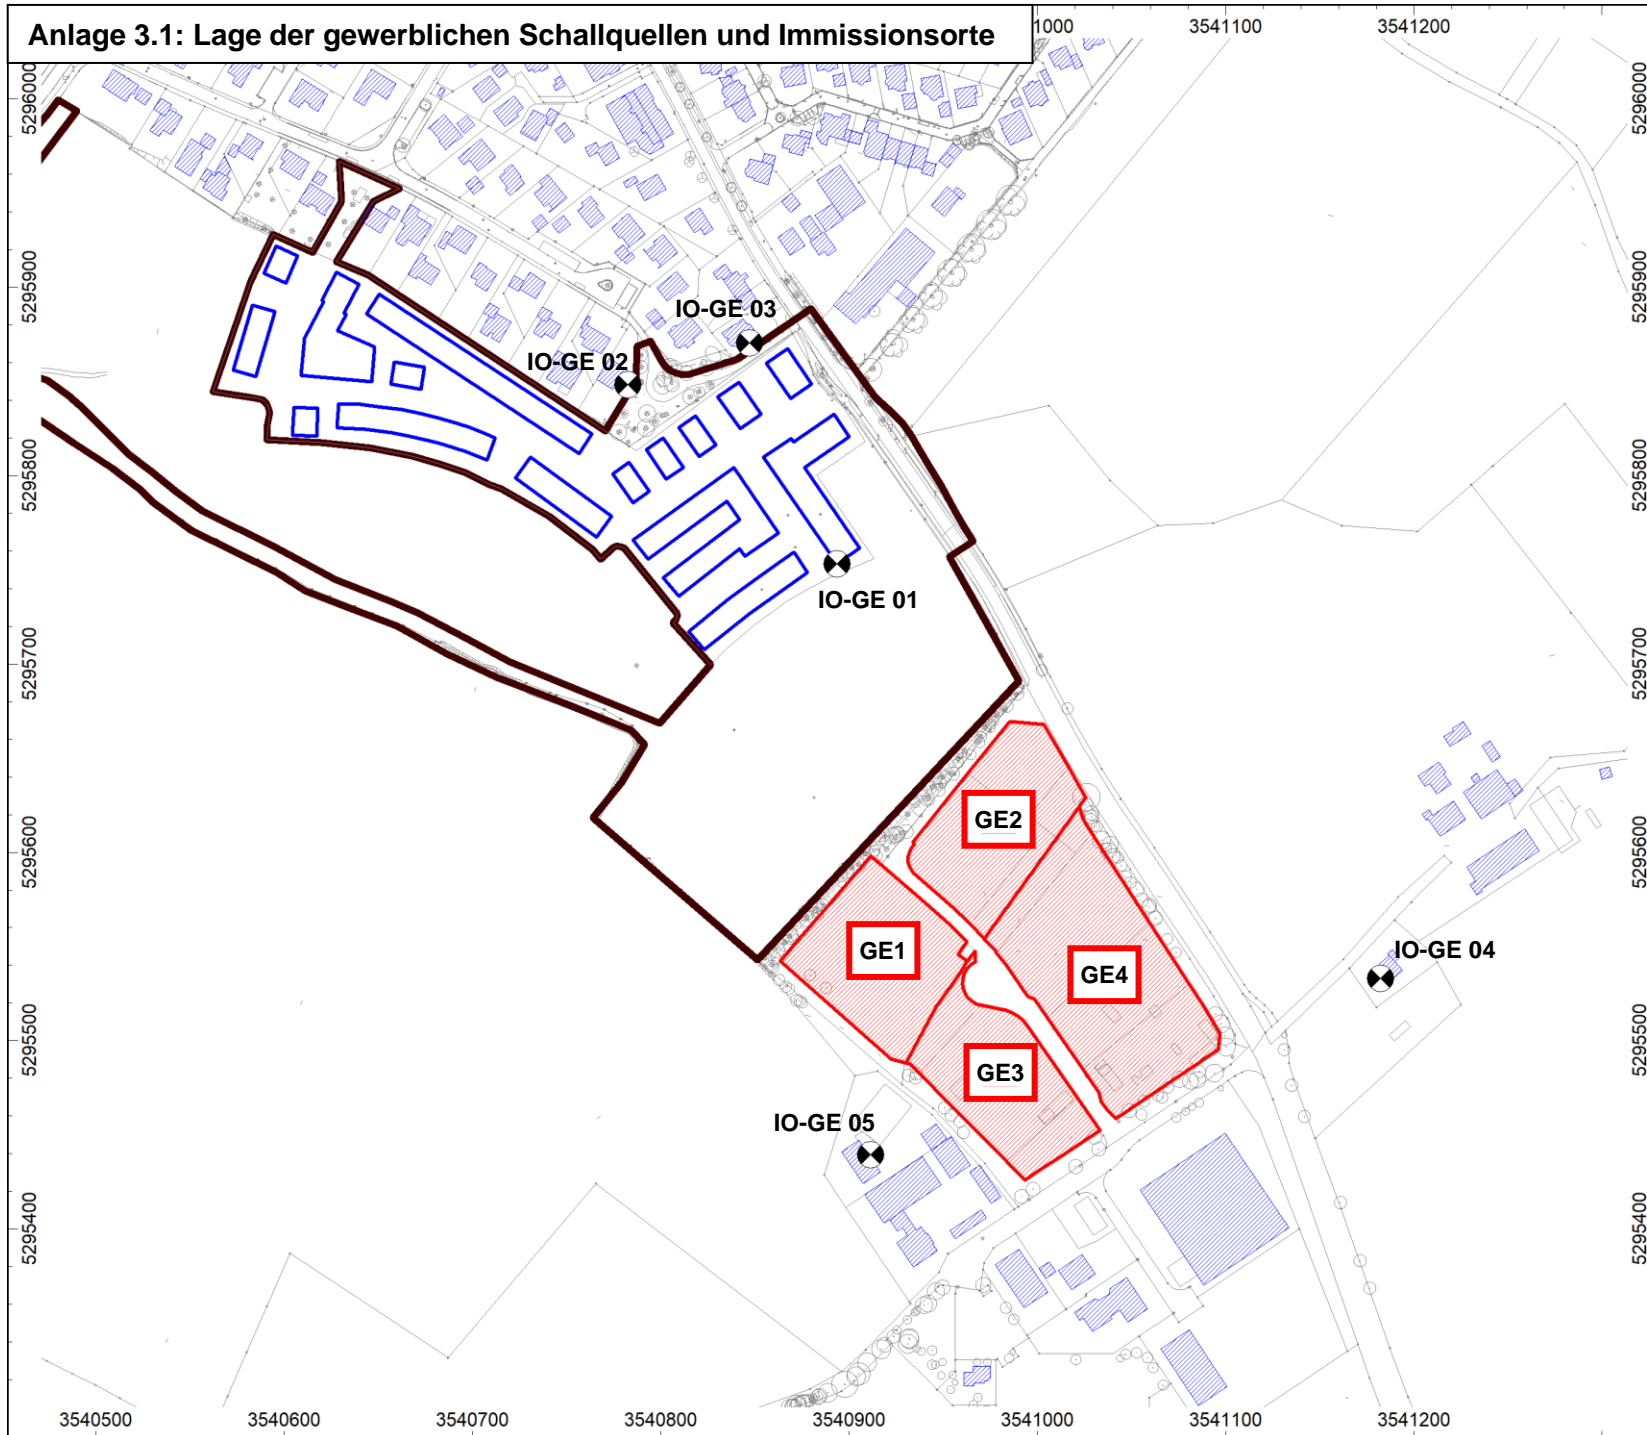 Anlage 3.1: Lage der gewerblichen Schallquellen und Immissionsorte
1000
3541100
3541200
5296000
5296000
5295900
5295900
IO-GE 03
IO-GE 02
5295800
5295800
IO-GE 01
5295700
5295700
GE2
5295600
5295600
GE1
GE4
IO-GE 04
5295500
5295500
GE3
IO-GE 05
5295400
5295400
3540500
3540600
3540700
3540800
3540900
3541000
3541100
3541200